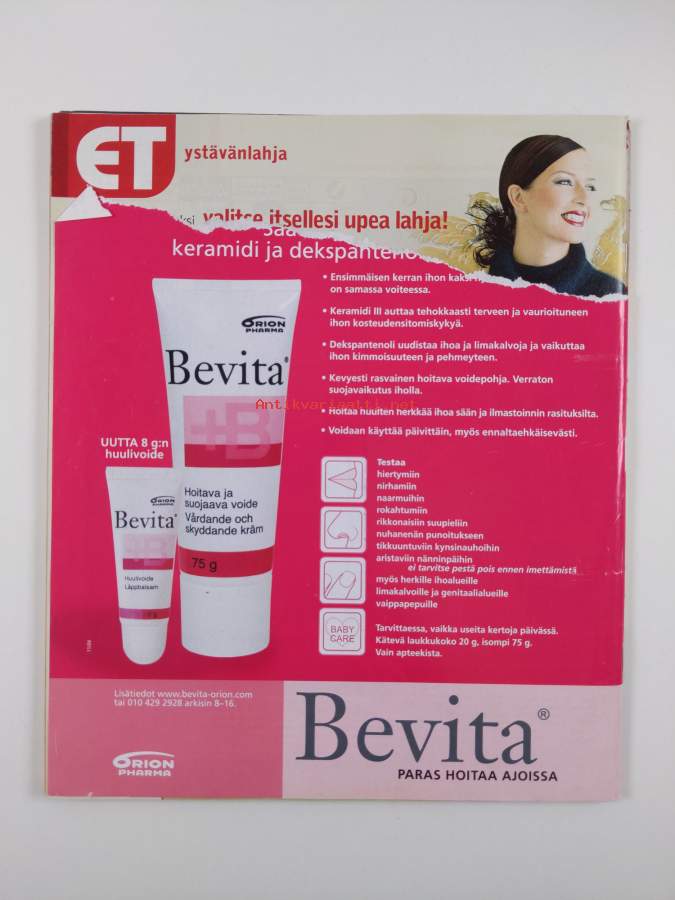 ET
ystävänlahja
valitse itsellesi upea lahja!
keramidi ja
• Ensimmäisen kerran ihon kaksi
on samassa voiteessa.
• Keramidi III auttaa tehokkaasti terveen ja vaurioituneen
ihon kosteudensitomiskykyä.
• Dekspantenoli uudistaa ihoa ja limakalvoja ja vaikuttaa
ihon kimmoisuuteen ja pehmeyteen.
• Kevyesti rasvainen hoitava voidepohja. Verraton
suojavaikutus iholla.
Antikvariaatti.net
• Hoitaa huulten herkkää ihoa sään ja ilmastoinnin rasituksilta.
• Voidaan käyttää päivittäin, myös ennaltaehkäisevästi.
ORION
PHARMA
Bevita®
+B
Hoitava ja
suojaava voide
Vårdande och
skyddande kräm
75 g
UUTTA 8 g:n
huulivoide
ORION
PHARMA
Bevita®
+B
Huulivoide
Läppbalsam
8 g
Testaa
hiertymiin
nirhamiin
naarmuihin
rokahtumiin
rikkonaisiin suupieliin
nuhanenän punoitukseen
tikkuuntuviin kynsinauhoihin
aristaviin nänninpäihin
ei tarvitse pestä pois ennen imettämistä
myös herkille ihoalueille
limakalvoille ja genitaalialueille
vaippapepuille
BABY
CARE
Tarvittaessa, vaikka useita kertoja päivässä.
Kätevä laukkukoko 20 g, isompi 75 g.
Vain apteekista.
Lisätiedot www.bevita-orion.com
tai 010 429 2928 arkisin 8–16.
ORION
PHARMA
Bevita®
PARAS HOITAA AJOISSA